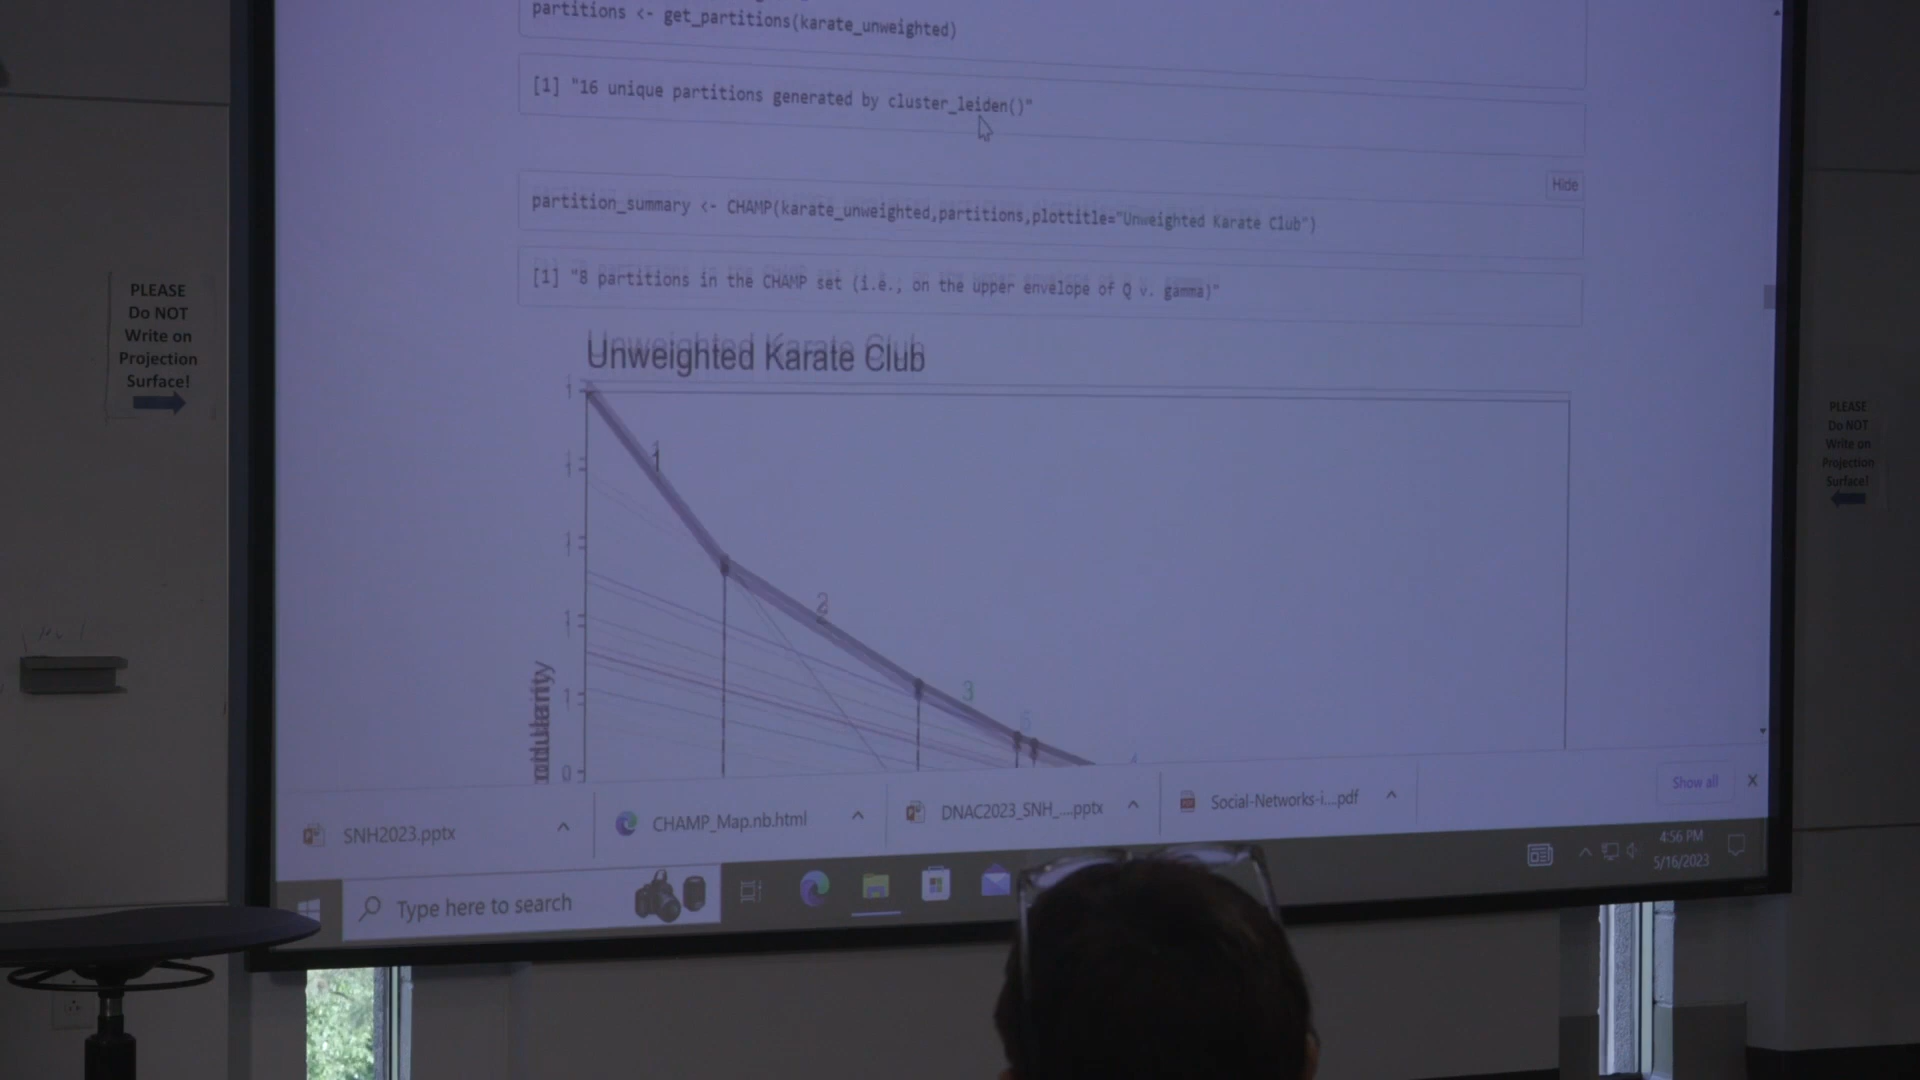 partitions <- get_partitions(karate_unweighted)
[1] "16 unique partitions generated by cluster_leiden()"
Hide
partition_summary <- CHAMP(karate_unweighted,partitions,plottitle="Unweighted Karate Club")
[1] "8 partitions in the CHAMP set (i.e., on the upper envelope of Q v. gamma)"
Unweighted Karate Club
1
2
3
PLEASE
Do NOT
Write on
Projection
Surface!
PLEASE
Do NOT
Write on
Projection
Surface!
SNH2023.pptx
CHAMP_Map.nb.html
DNAC2023_SNH_....pptx
Social-Networks-i...pdf
Show all
Type here to search
4:56 PM
5/16/2023